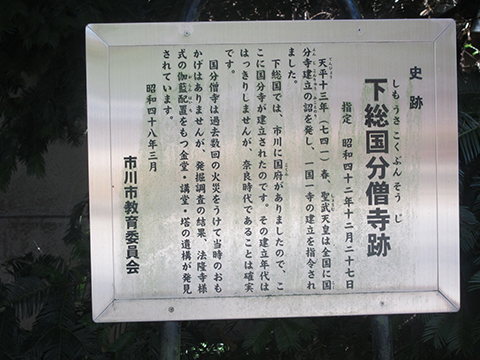 史跡
しもうさこくぶんそうじ
下総国分僧寺跡
指定 昭和四十二年十二月二十七日
天平十三年(七四一)春、聖武天皇は全国に国
分寺建立の詔を発し、一国一寺の建立を指令され
ました。
下総国では、市川に国府がありましたので、こ
こに国分寺が建立されたのです。その建立年代は
はっきりしませんが、奈良時代であることは確実
です。
国分僧寺は過去数回の火災をうけて当時のおも
かげはありませんが、発掘調査の結果、法隆寺様
式の伽藍配置をもつ金堂・講堂・塔の遺構が発見
されています。
昭和四十八年三月
市川市教育委員会